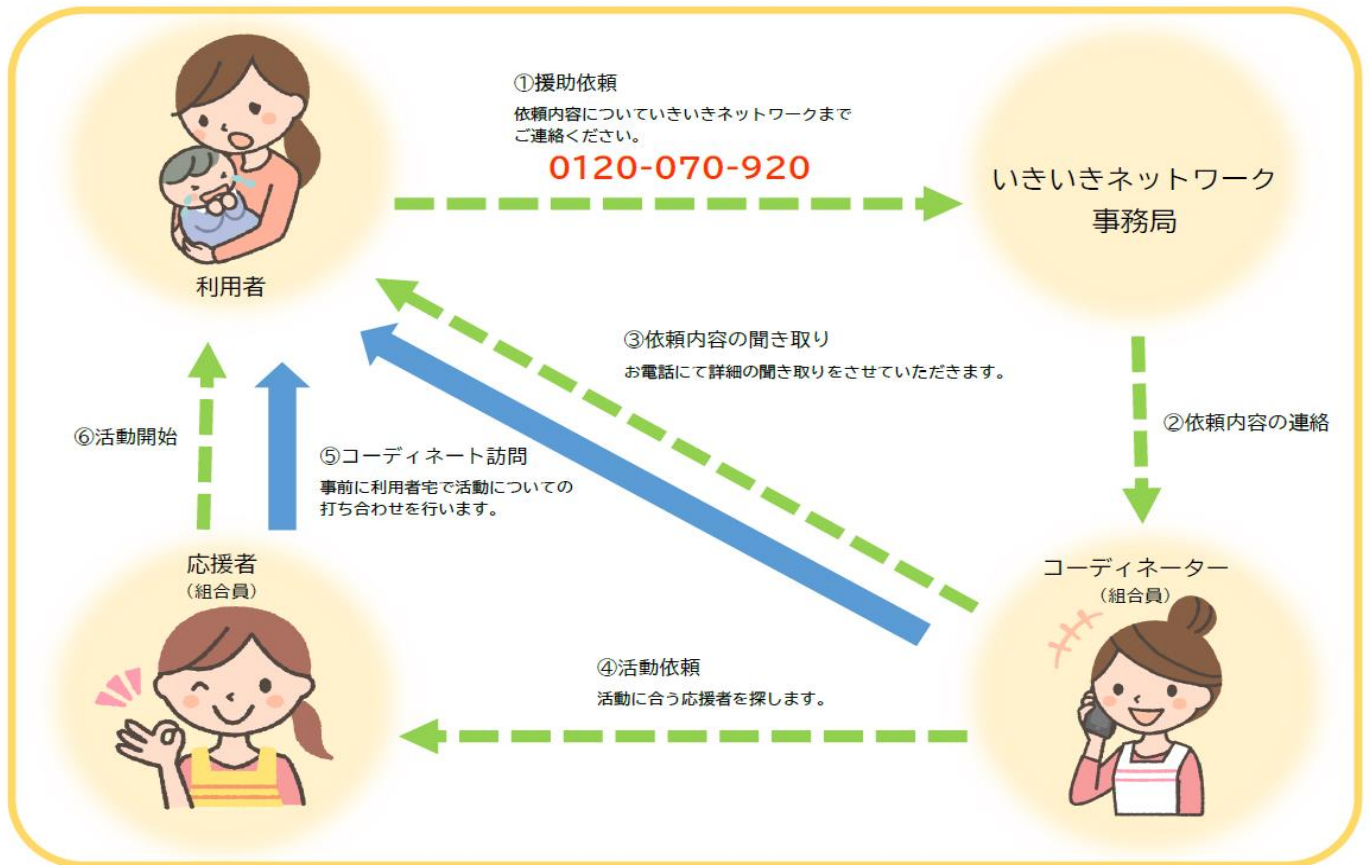 ①援助依頼
依頼内容についていきいきネットワークまで
ご連絡ください。
0120-070-920
いきいきネットワーク
事務局
利用者
③依頼内容の聞き取り
お電話にて詳細の聞き取りをさせていただきます。
②依頼内容の連絡
⑥活動開始
⑤コーディネート訪問
事前に利用者宅で活動についての
打ち合わせを行います。
応援者
（組合員）
コーディネーター
（組合員）
④活動依頼
活動に合う応援者を探します。